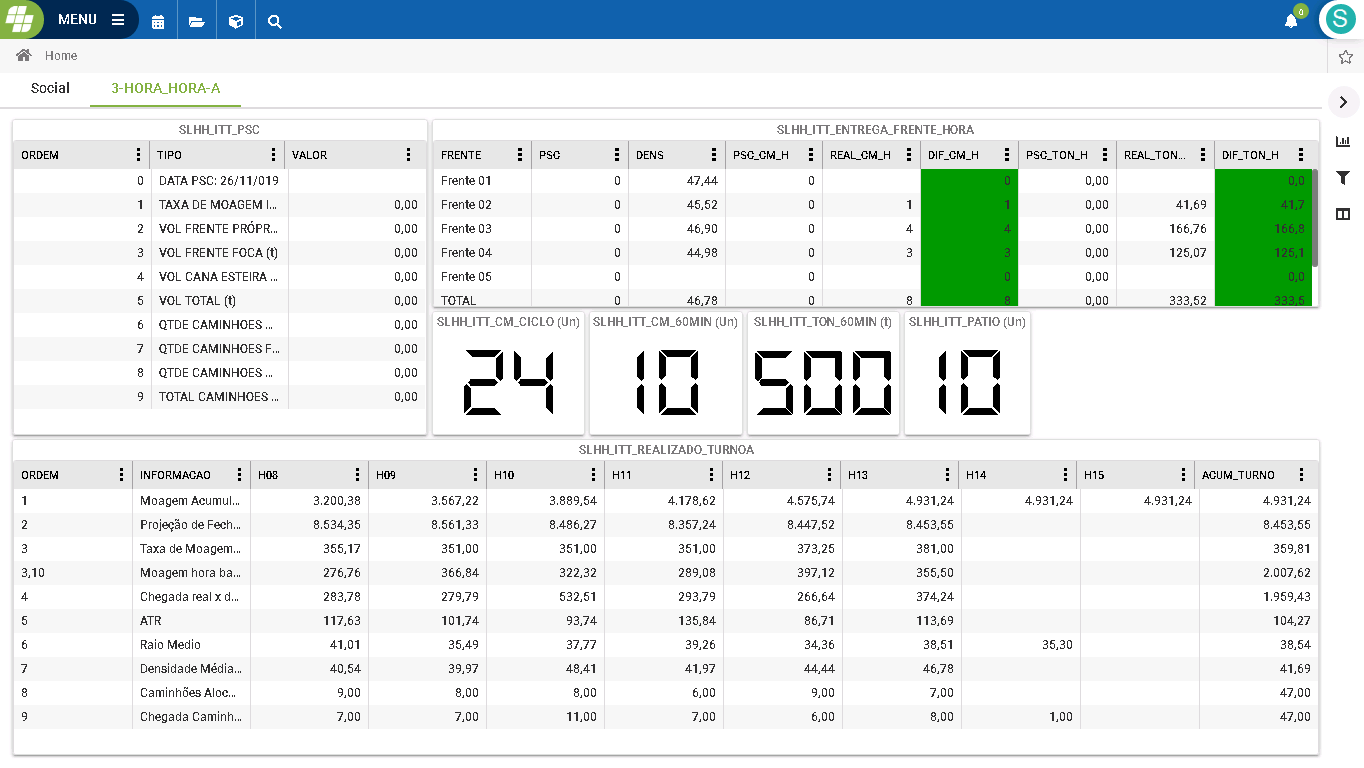 MENU
0
S
Home
Social 3-HORA_HORA-A
SLHH_ITT_PSC
ORDEM TIPO VALOR
0 DATA PSC: 26/11/019
1 TAXA DE MOAGEM I... 0,00
2 VOL FRENTE PRÓPR... 0,00
3 VOL FRENTE FOCA (t) 0,00
4 VOL CANA ESTEIRA ... 0,00
5 VOL TOTAL (t) 0,00
6 QTDE CAMINHOES ... 0,00
7 QTDE CAMINHOES F... 0,00
8 QTDE CAMINHOES ... 0,00
9 TOTAL CAMINHOES ... 0,00
SLHH_ITT_ENTREGA_FRENTE_HORA
FRENTE PSC DENS PSC_CM_H REAL_CM_H DIF_CM_H PSC_TON_H REAL_TON... DIF_TON_H
Frente 01 0 47,44 0 0 0,00 0,0
Frente 02 0 45,52 0 1 1 0,00 41,69 41,7
Frente 03 0 46,90 0 4 4 0,00 166,76 166,8
Frente 04 0 44,98 0 3 3 0,00 125,07 125,1
Frente 05 0 0 0 0,00 0,0
TOTAL 0 46,78 0 8 8 0,00 333,52 333,5
SLHH_ITT_CM_CICLO (Un) SLHH_ITT_CM_60MIN (Un) SLHH_ITT_TON_60MIN (t) SLHH_ITT_PATIO (Un)
24 10 500 10
SLHH_ITT_REALIZADO_TURNOA
ORDEM INFORMACAO H08 H09 H10 H11 H12 H13 H14 H15 ACUM_TURNO
1 Moagem Acumul... 3.200,38 3.567,22 3.889,54 4.178,62 4.575,74 4.931,24 4.931,24 4.931,24 4.931,24
2 Projeção de Fech... 8.534,35 8.561,33 8.486,27 8.357,24 8.447,52 8.453,55 8.453,55
3 Taxa de Moagem... 355,17 351,00 351,00 351,00 373,25 381,00 359,81
3,10 Moagem hora ba... 276,76 366,84 322,32 289,08 397,12 355,50 2.007,62
4 Chegada real x d... 283,78 279,79 532,51 293,79 266,64 374,24 1.959,43
5 ATR 117,63 101,74 93,74 135,84 86,71 113,69 104,27
6 Raio Medio 41,01 35,49 37,77 39,26 34,36 38,51 35,30 38,54
7 Densidade Média... 40,54 39,97 48,41 41,97 44,44 46,78 41,69
8 Caminhões Aloc... 9,00 8,00 8,00 6,00 9,00 7,00 47,00
9 Chegada Caminh... 7,00 7,00 11,00 7,00 6,00 8,00 1,00 47,00